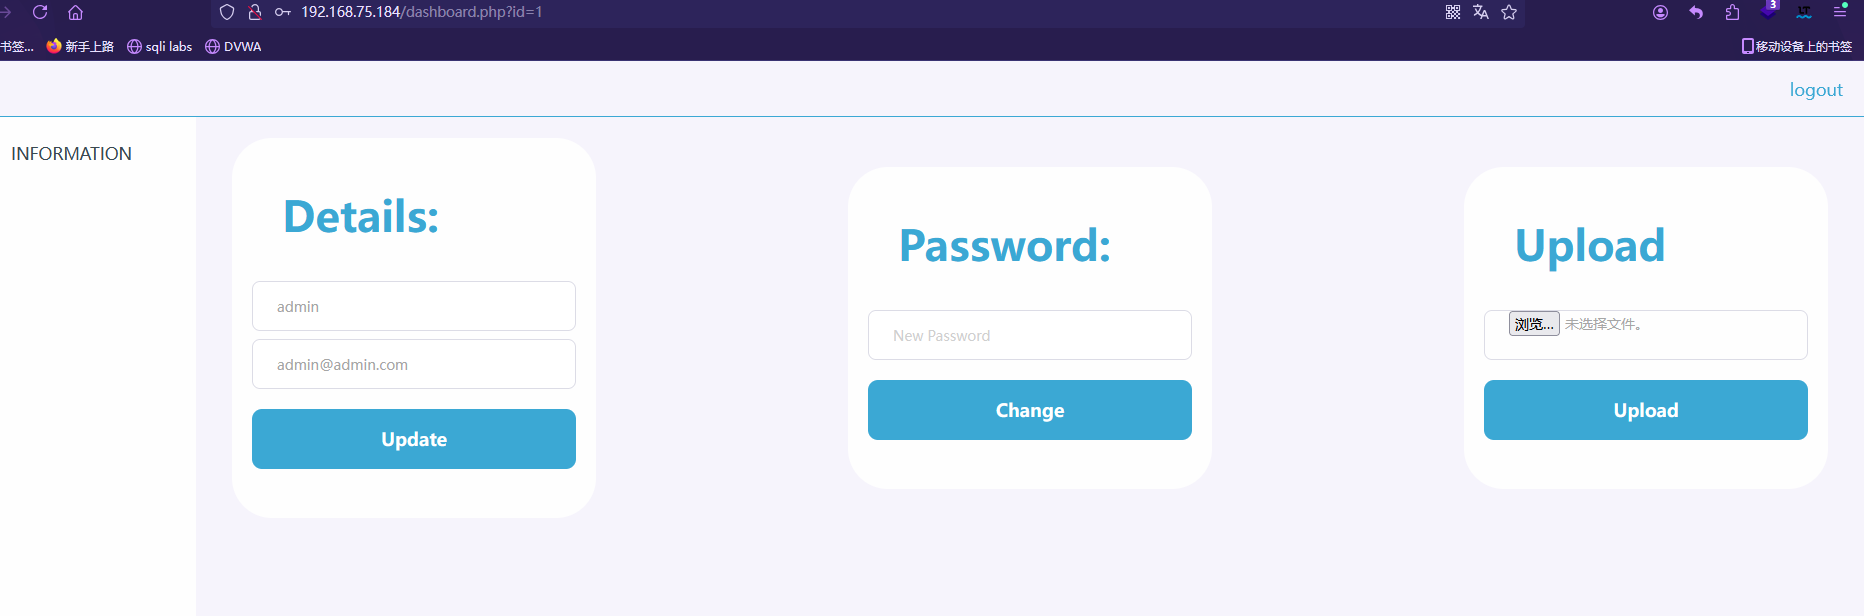 192.168.75.184/dashboard.php?id=1
3
书签...
新手上路
sqli labs
DVWA
移动设备上的书签
logout
INFORMATION
Details:
admin
admin@admin.com
Update
Password:
New Password
Change
Upload
浏览...
未选择文件。
Upload